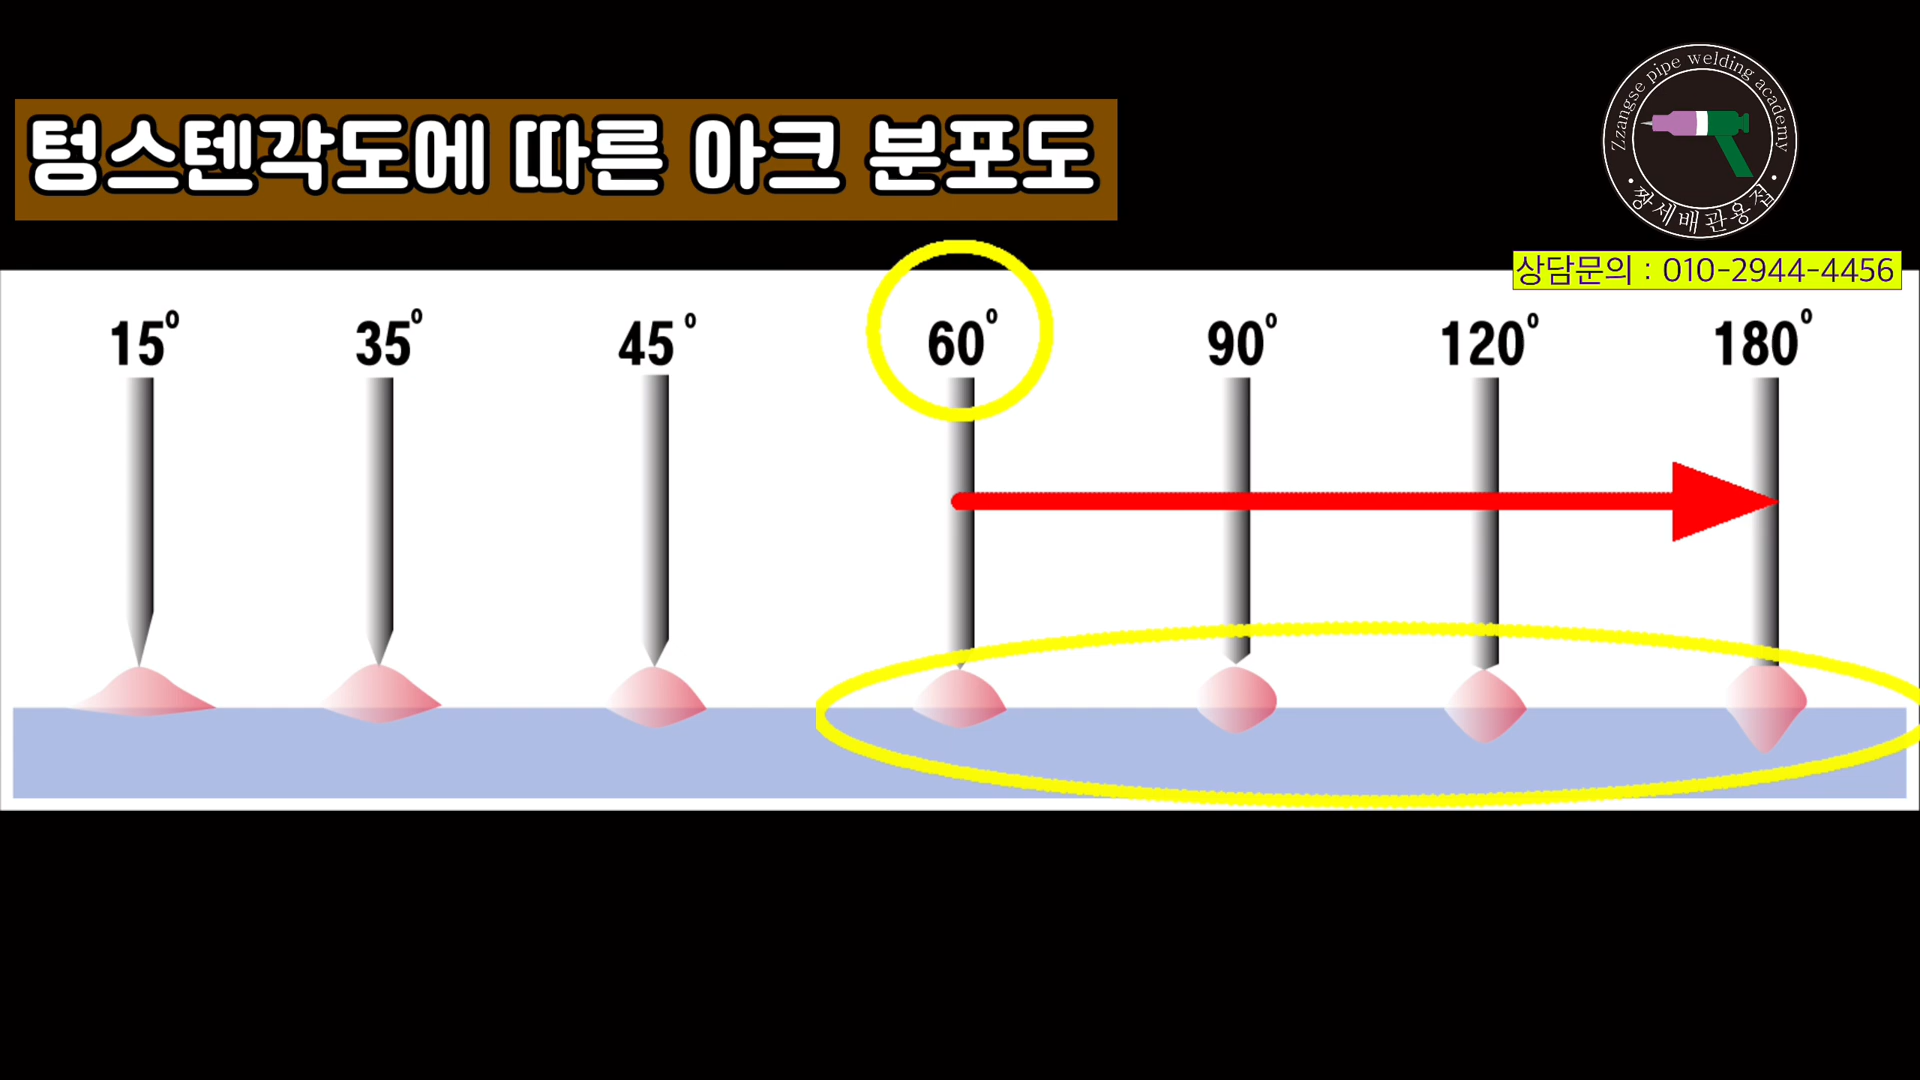 텅스텐각도에 따른 아크 분포도
Zzangse pipe welding academy
• 짱세배관용접 •
상담문의 : 010-2944-4456
15° 35° 45° 60° 90° 120° 180°